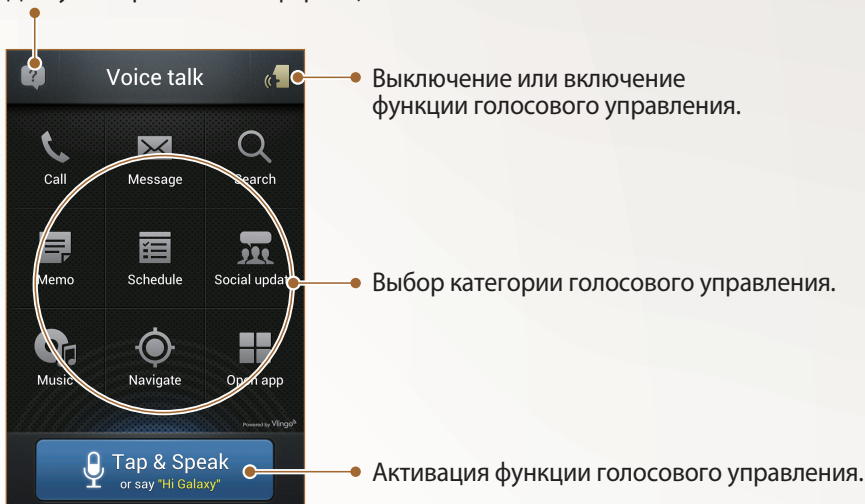 Voice talk
Выключение или включение
функции голосового управления.
Call
Message
Search
Memo
Schedule
Social update
Выбор категории голосового управления.
Music
Navigate
Open app
Powered by Vlingo
Tap & Speak
or say "Hi Galaxy"
Активация функции голосового управления.